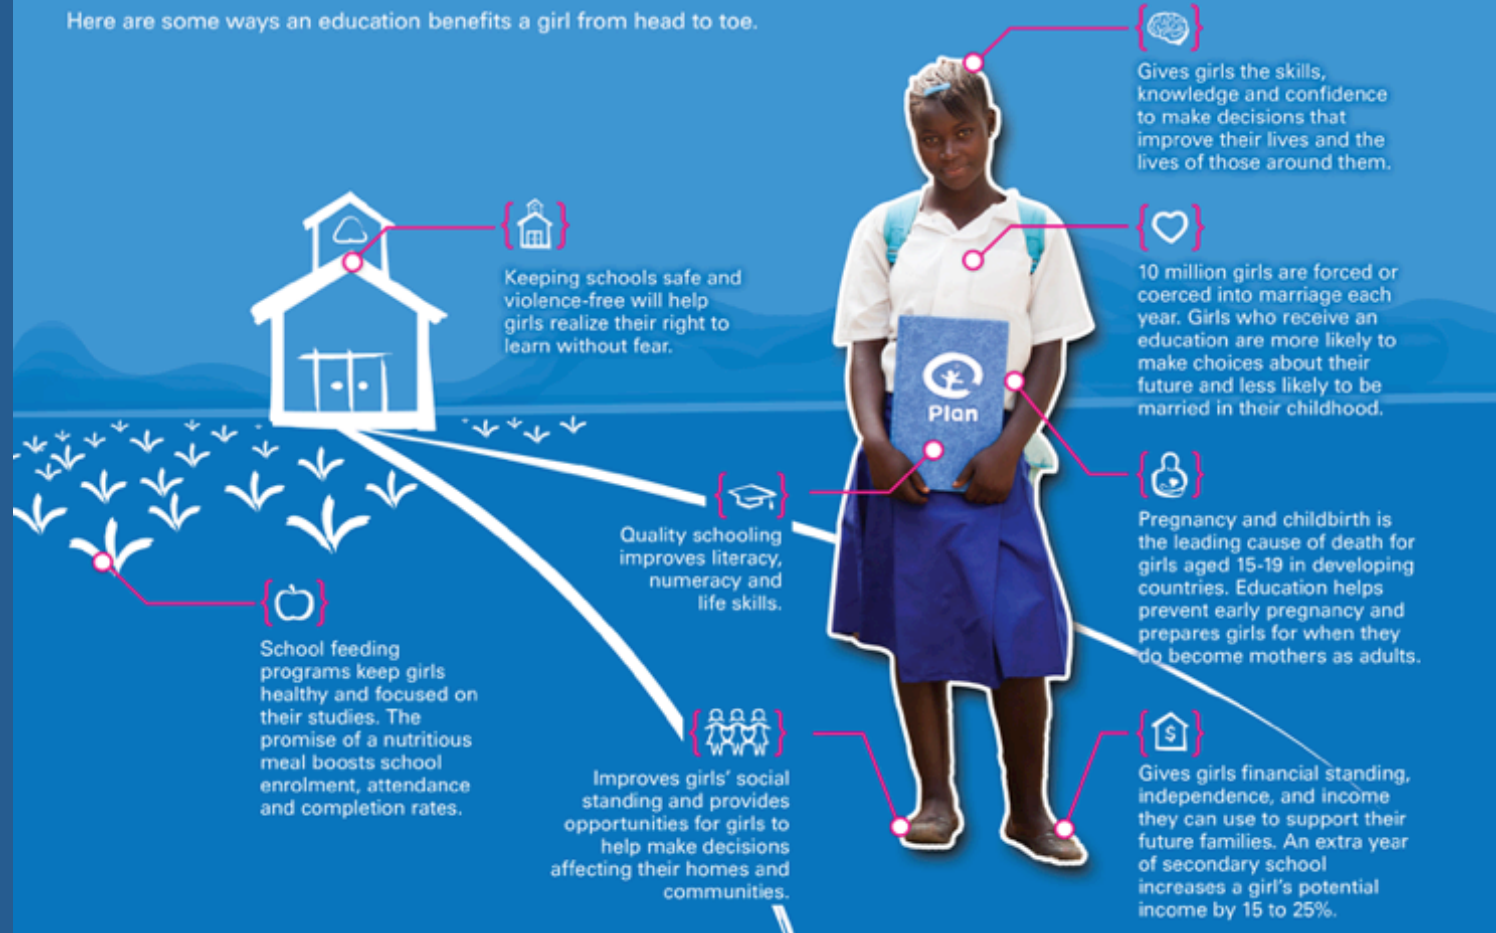 Here are some ways an education benefits a girl from head to toe.
Gives girls the skills,
knowledge and confidence
to make decisions that
improve their lives and the
lives of those around them.
Keeping schools safe and
violence-free will help
girls realize their right to
learn without fear.
10 million girls are forced or
coerced into marriage each
year. Girls who receive an
education are more likely to
make choices about their
future and less likely to be
married in their childhood.
Plan
Pregnancy and childbirth is
the leading cause of death for
girls aged 15-19 in developing
countries. Education helps
prevent early pregnancy and
prepares girls for when they
do become mothers as adults.
Quality schooling
improves literacy,
numeracy and
life skills.
School feeding
programs keep girls
healthy and focused on
their studies. The
promise of a nutritious
meal boosts school
enrolment, attendance
and completion rates.
Improves girls' social
standing and provides
opportunities for girls to
help make decisions
affecting their homes and
communities.
$
Gives girls financial standing,
independence, and income
they can use to support their
future families. An extra year
of secondary school
increases a girl's potential
income by 15 to 25%.